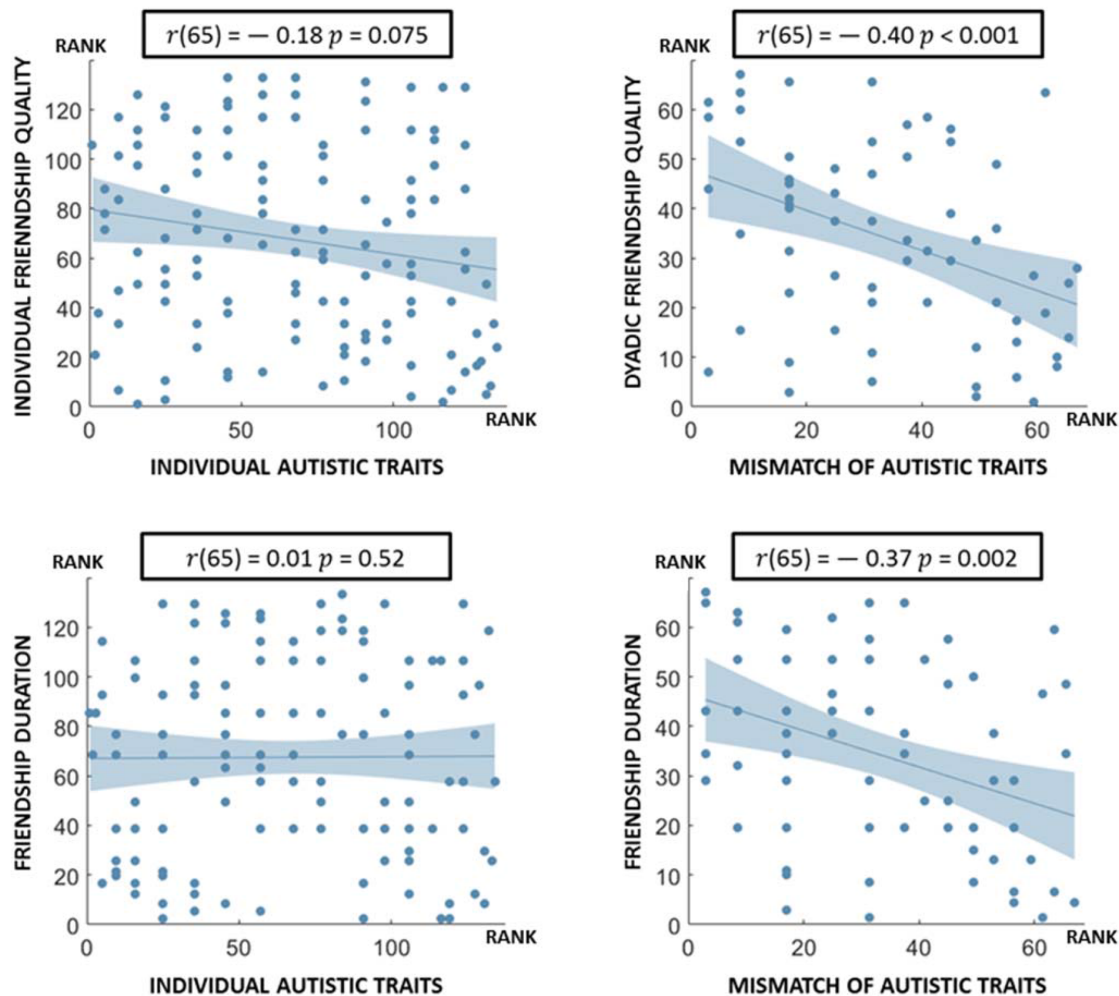 r(65) = − 0.18 p = 0.075
RANK
INDIVIDUAL FRIENNDSHIP QUALITY
120
100
80
60
40
20
0
0 50 100
RANK
INDIVIDUAL AUTISTIC TRAITS
r(65) = − 0.40 p < 0.001
RANK
DYADIC FRIENNDSHIP QUALITY
60
50
40
30
20
10
0
0 20 40 60
RANK
MISMATCH OF AUTISTIC TRAITS
r(65) = 0.01 p = 0.52
RANK
FRIENDSHIP DURATION
120
100
80
60
40
20
0
0 50 100
RANK
INDIVIDUAL AUTISTIC TRAITS
r(65) = − 0.37 p = 0.002
RANK
FRIENDSHIP DURATION
60
50
40
30
20
10
0
0 20 40 60
RANK
MISMATCH OF AUTISTIC TRAITS